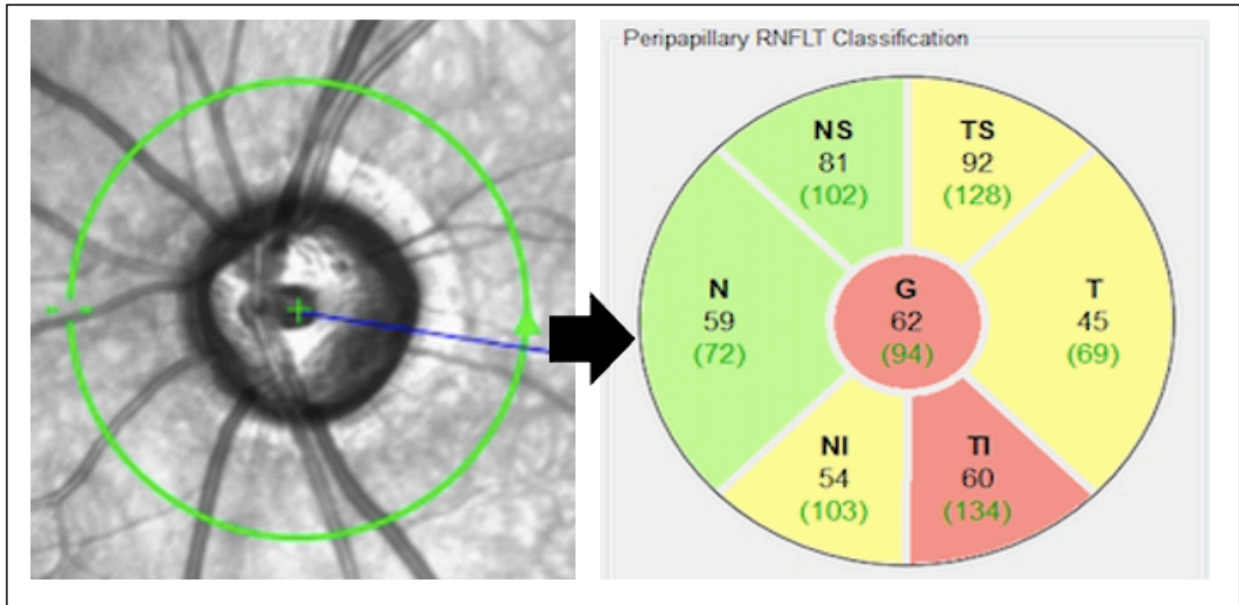 Peripapillary RNFLT Classification
NS
81
(102)
TS
92
(128)
N
59
(72)
G
62
(94)
T
45
(69)
NI
54
(103)
TI
60
(134)